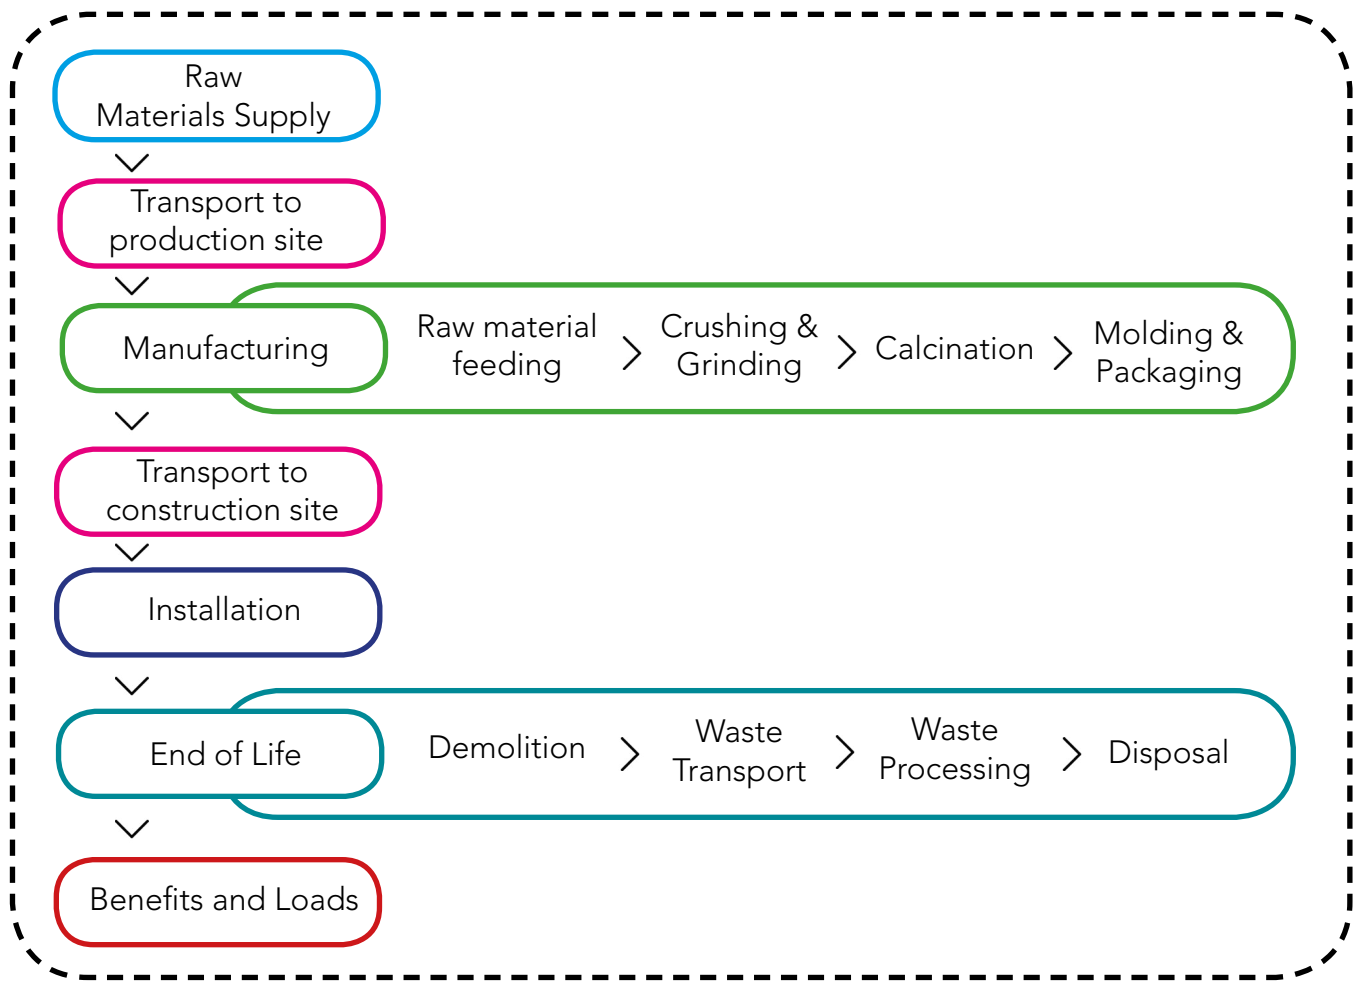 Raw
Materials Supply
Transport to
production site
Manufacturing
Raw material
feeding
Crushing &
Grinding
Calcination
Molding &
Packaging
Transport to
construction site
Installation
End of Life
Demolition
Waste
Transport
Waste
Processing
Disposal
Benefits and Loads